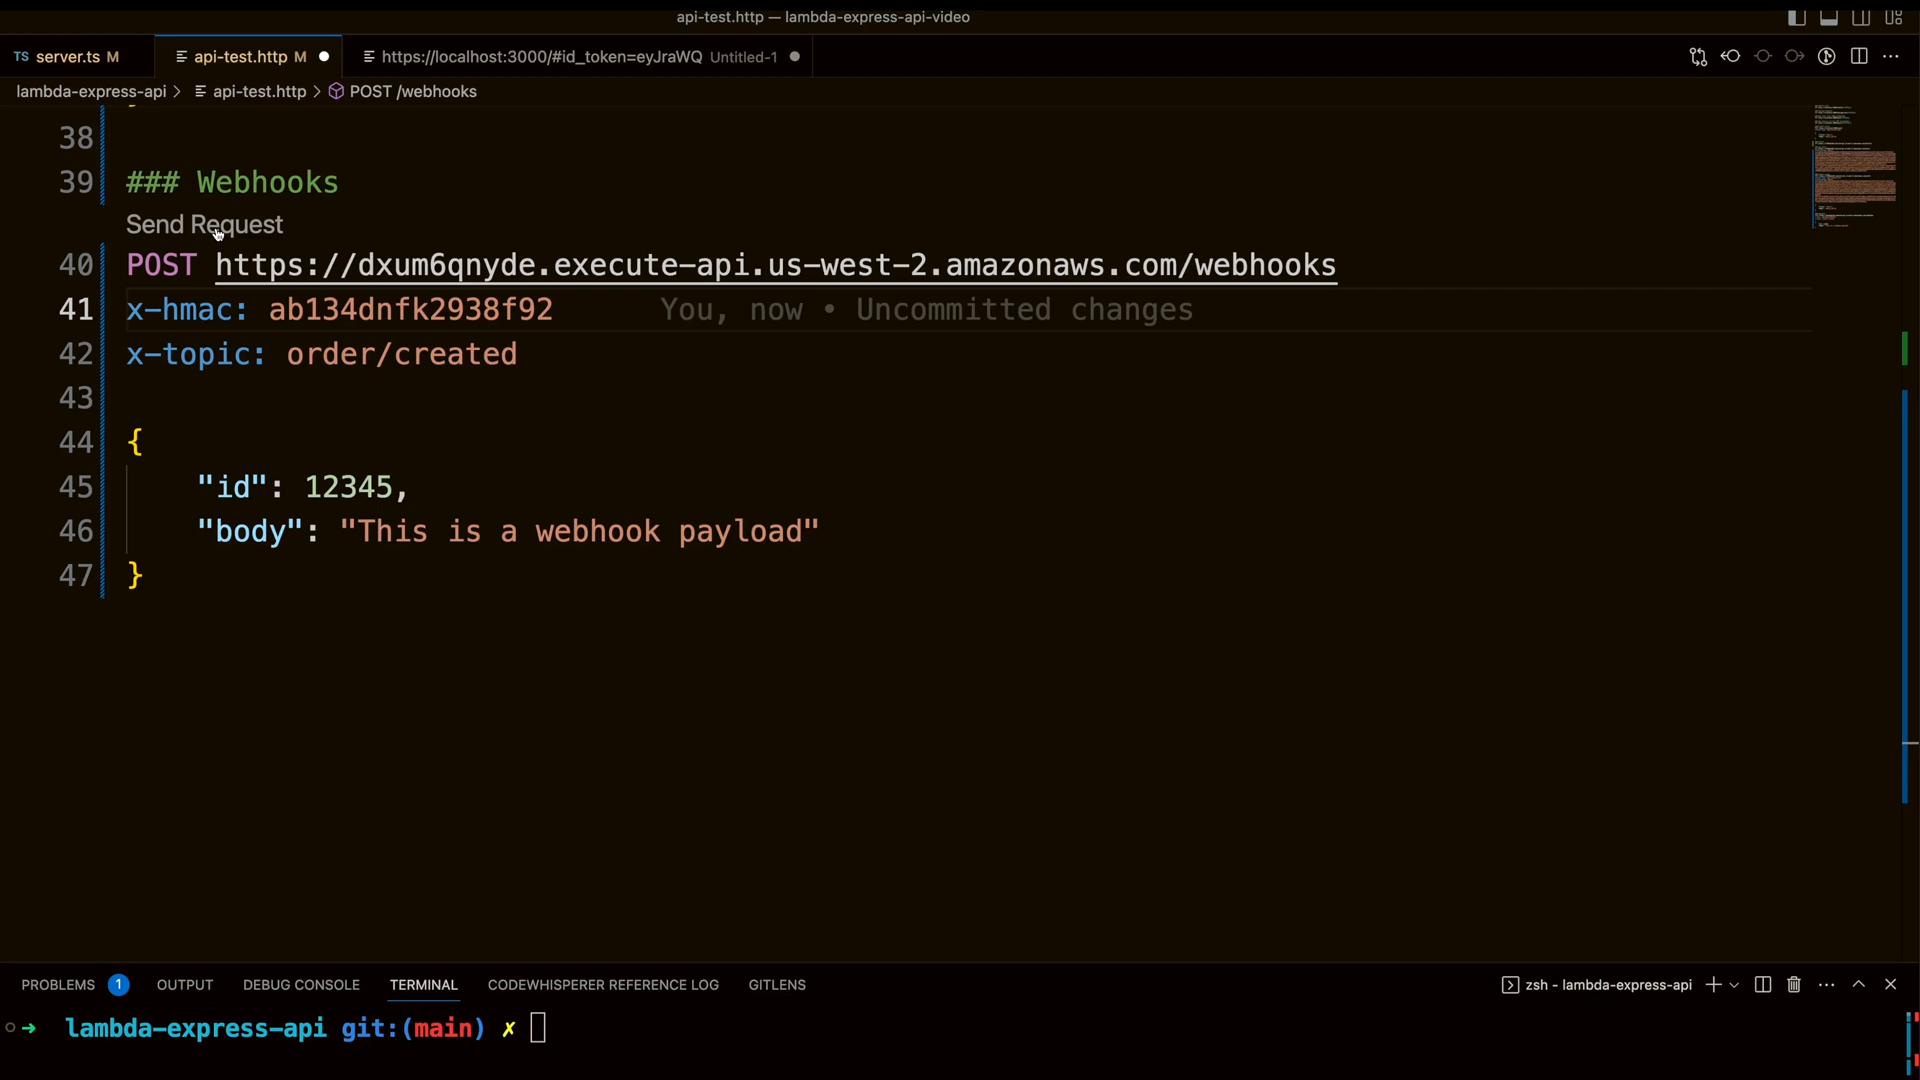 api-test.http — lambda-express-api-video
TS server.ts M
api-test.http M
https://localhost:3000/#id_token=eyJraWQ Untitled-1
lambda-express-api > api-test.http > POST /webhooks
38
39 ### Webhooks
Send Request
40 POST https://dxum6qnyde.execute-api.us-west-2.amazonaws.com/webhooks
41 x-hmac: ab134dnfk2938f92 You, now • Uncommitted changes
42 x-topic: order/created
43
44 {
45 "id": 12345,
46 "body": "This is a webhook payload"
47 }
PROBLEMS 1 OUTPUT DEBUG CONSOLE TERMINAL CODEWHISPERER REFERENCE LOG GITLENS zsh - lambda-express-api
lambda-express-api git:(main) ✗